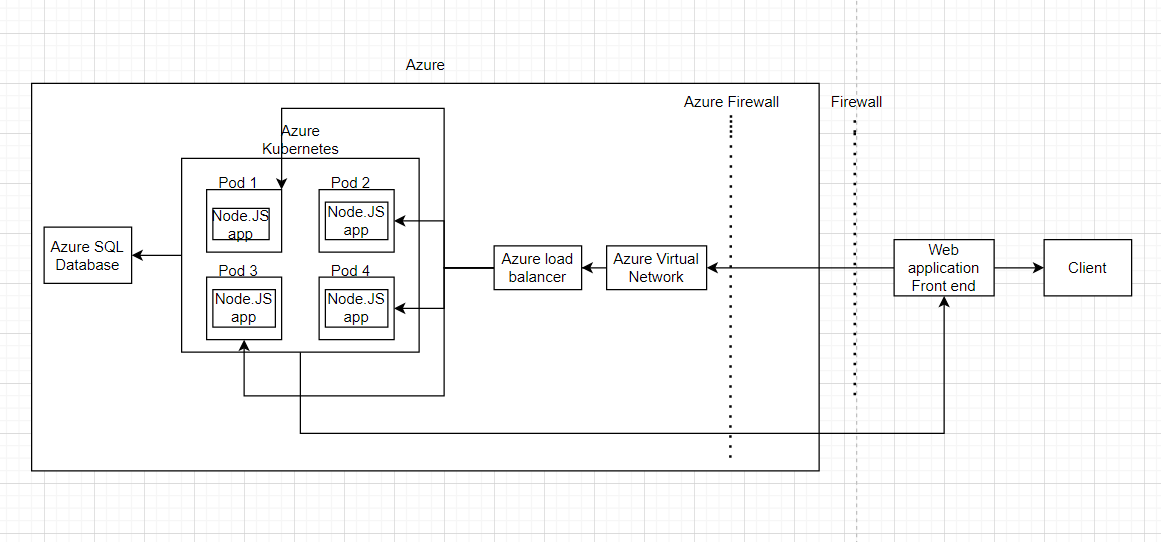 Azure
Azure Firewall
Firewall
Azure
Kubernetes
Pod 1
Node.JS
app
Pod 2
Node.JS
app
Pod 3
Node.JS
app
Pod 4
Node.JS
app
Azure SQL
Database
Azure load
balancer
Azure Virtual
Network
Web
application
Front end
Client